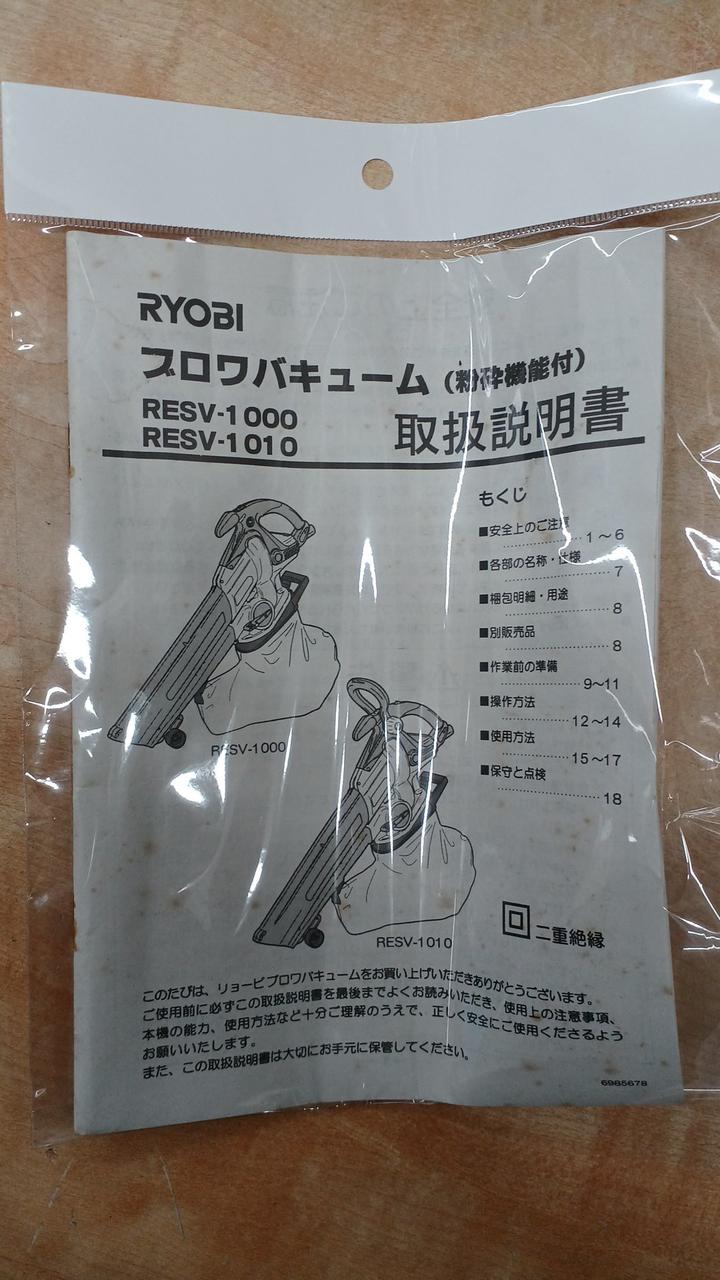 RYOBI
ブロワバキューム（粉砕機能付）
RESV-1000
RESV-1010
取扱説明書
もくじ
■安全上のご注意
1～6
■各部の名称・仕様
7
■梱包明細・用途
8
■別販売品
8
■作業前の準備
9～11
■操作方法
12～14
■使用方法
15～17
■保守と点検
18
RESV-1000
RESV-1010
二重絶縁
このたびは、リョービブロワバキュームをお買い上げいただきありがとうございます。
ご使用前に必ずこの取扱説明書を最後までよくお読みいただき、使用上の注意事項、
本機の能力、使用方法など十分ご理解のうえで、正しく安全にご使用くださるよう
お願いいたします。
また、この取扱説明書は大切にお手元に保管してください。
6985678